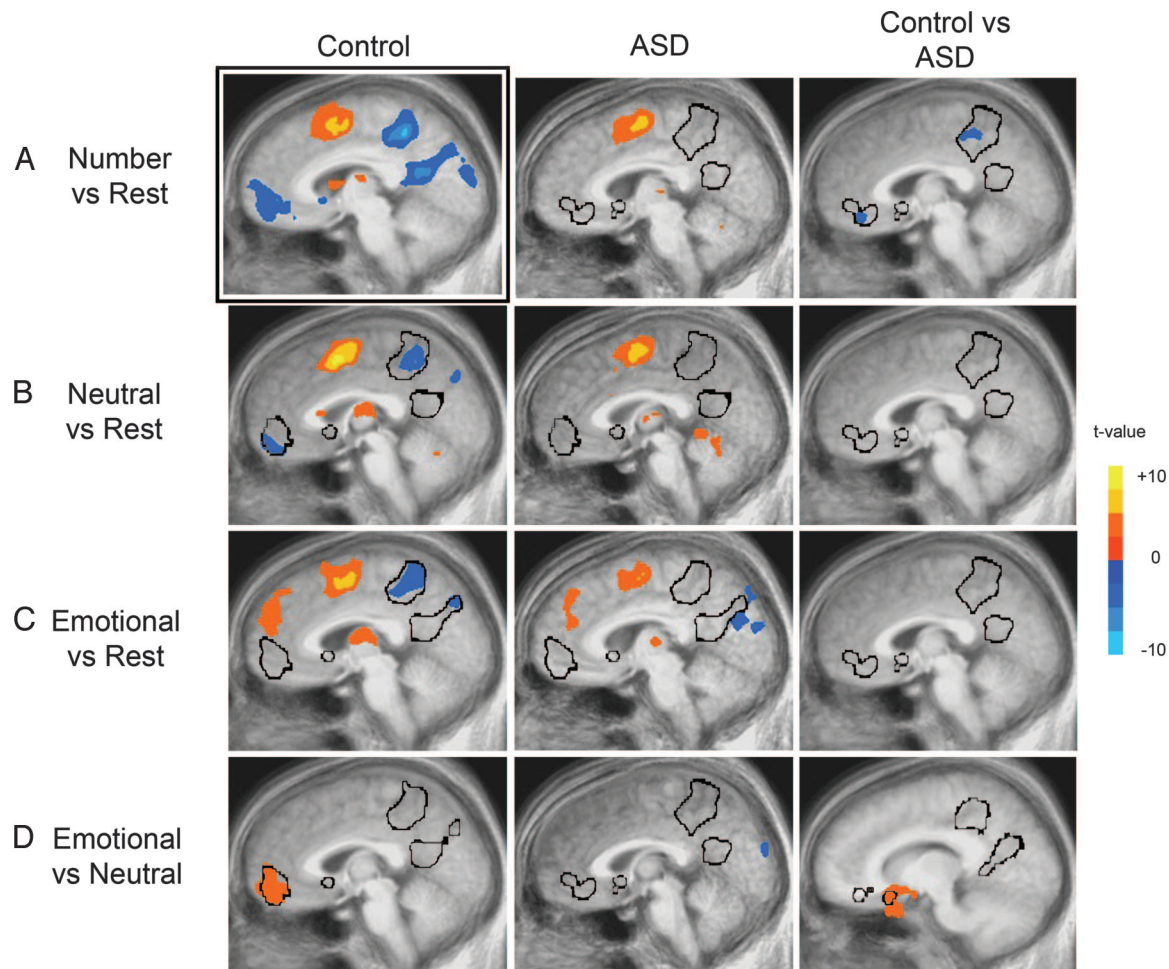 Control
ASD
Control vs
ASD
A
Number
vs Rest
B
Neutral
vs Rest
t-value
+10
0
-10
C
Emotional
vs Rest
D
Emotional
vs Neutral